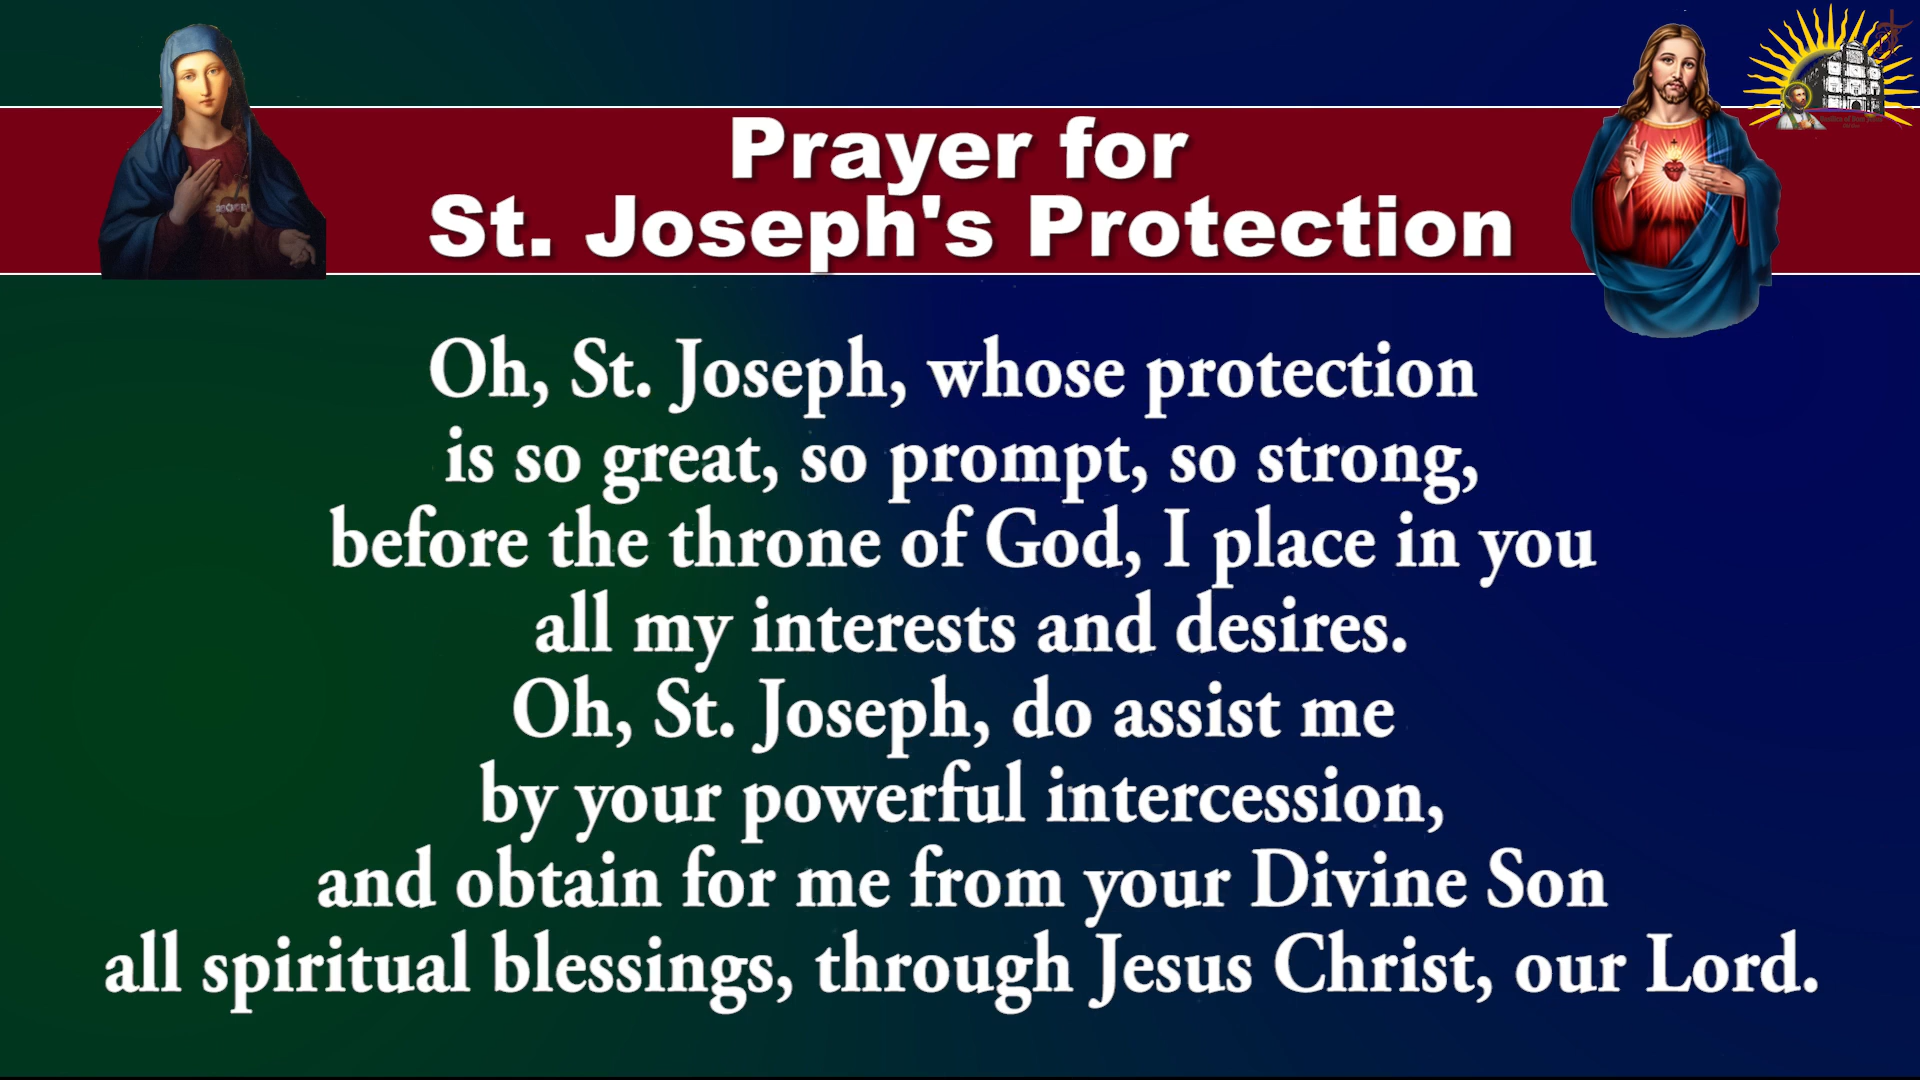 Prayer for
St. Joseph's Protection
Oh, St. Joseph, whose protection
is so great, so prompt, so strong,
before the throne of God, I place in you
all my interests and desires.
Oh, St. Joseph, do assist me
by your powerful intercession,
and obtain for me from your Divine Son
all spiritual blessings, through Jesus Christ, our Lord.